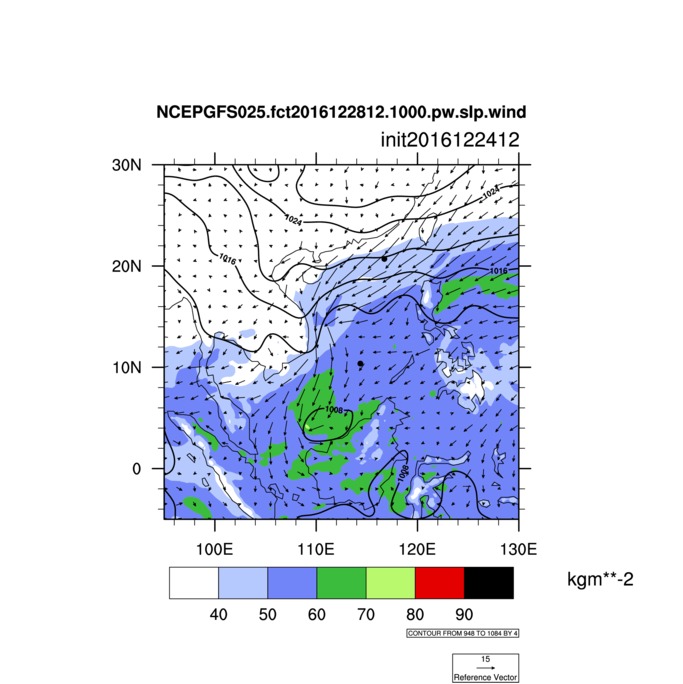 NCEPGFS025.fct2016122812.1000.pw.slp.wind
init2016122412
30N
1024
1024
1016
20N
1016
10N
1008
0
1008
100E 110E 120E 130E
kgm**-2
40 50 60 70 80 90
CONTOUR FROM 948 TO 1084 BY 4
15
Reference Vector